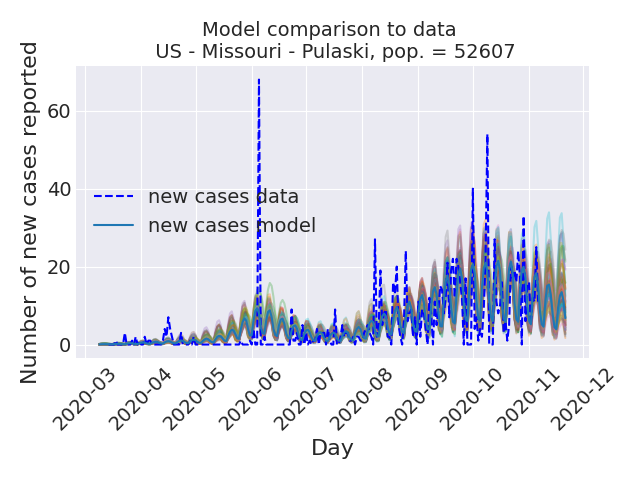 Model comparison to data
US - Missouri - Pulaski, pop. = 52607
Number of new cases reported
60
40
20
0
new cases data
new cases model
2020-03
2020-04
2020-05
2020-06
2020-07
2020-08
2020-09
2020-10
2020-11
2020-12
Day